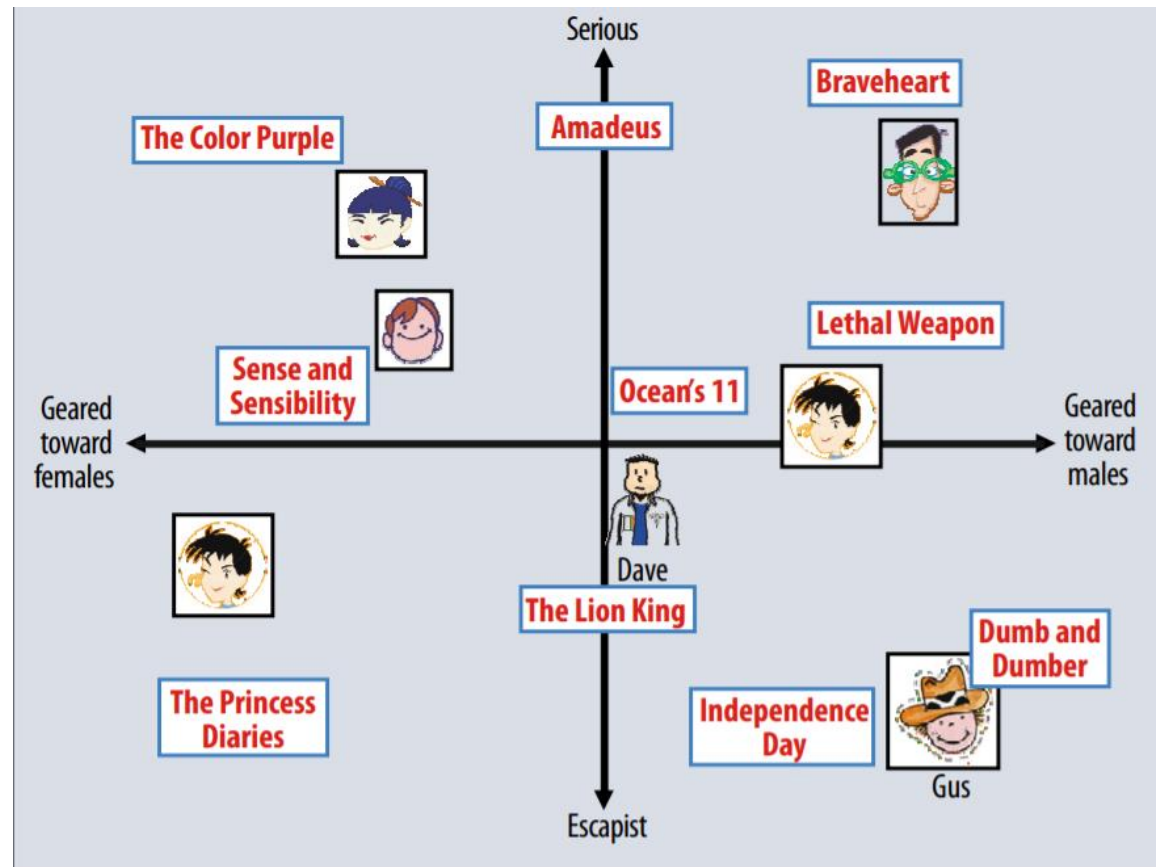 Serious
Braveheart
Amadeus
The Color Purple
Lethal Weapon
Sense and
Sensibility
Ocean's 11
Geared
toward
females
Geared
toward
males
Dave
The Lion King
Dumb and
Dumber
The Princess
Diaries
Independence
Day
Gus
Escapist